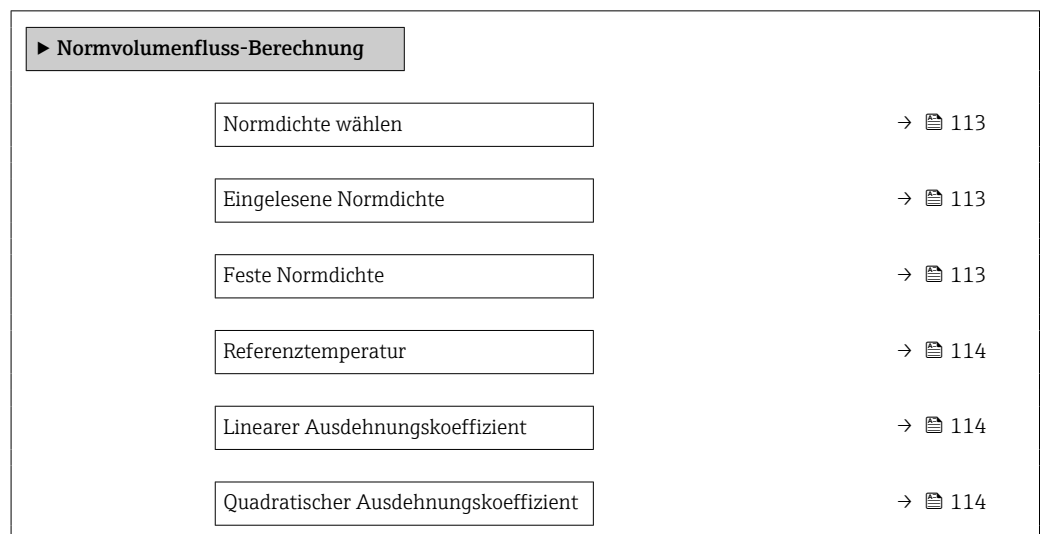 ▶ Normvolumenfluss-Berechnung
Normdichte wählen → 113
Eingelesene Normdichte → 113
Feste Normdichte → 113
Referenztemperatur → 114
Linearer Ausdehnungskoeffizient → 114
Quadratischer Ausdehnungskoeffizient → 114